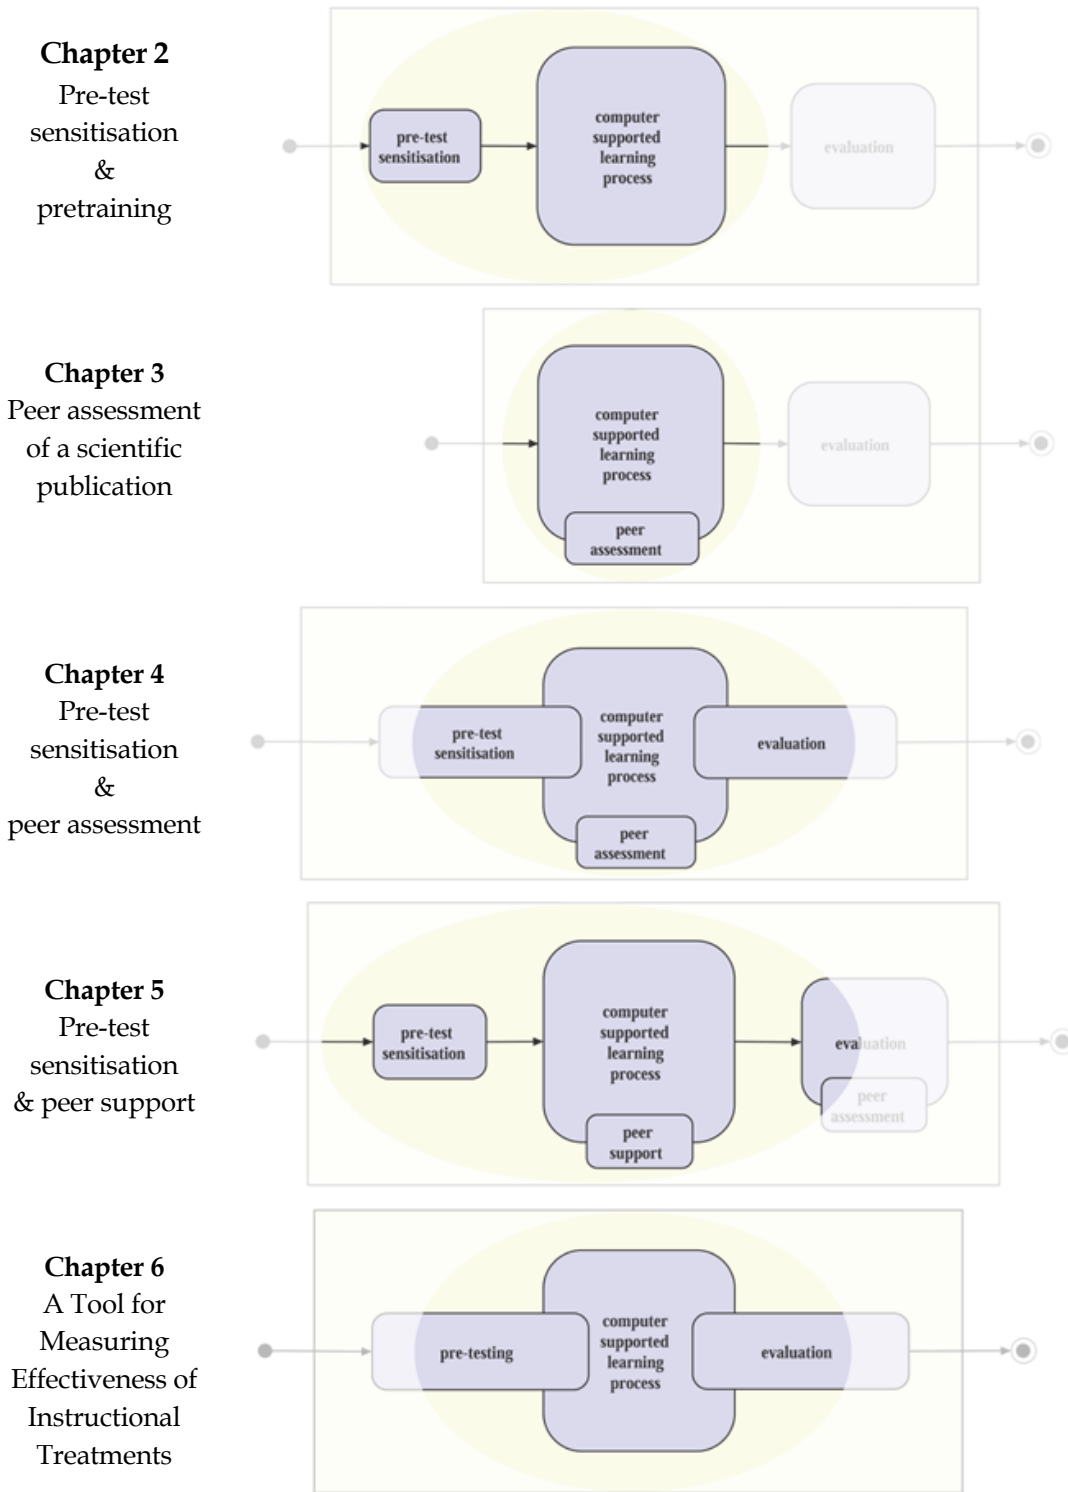 Chapter 2
Pre-test
sensitisation
&
pretraining
pre-test
sensitisation
computer
supported
learning
process
evaluation
Chapter 3
Peer assessment
of a scientific
publication
computer
supported
learning
process
peer
assessment
evaluation
Chapter 4
Pre-test
sensitisation
&
peer assessment
pre-test
sensitisation
computer
supported
learning
process
peer
assessment
evaluation
Chapter 5
Pre-test
sensitisation
& peer support
pre-test
sensitisation
computer
supported
learning
process
peer
support
evaluation
peer
assessment
Chapter 6
A Tool for
Measuring
Effectiveness of
Instructional
Treatments
pre-testing
computer
supported
learning
process
evaluation